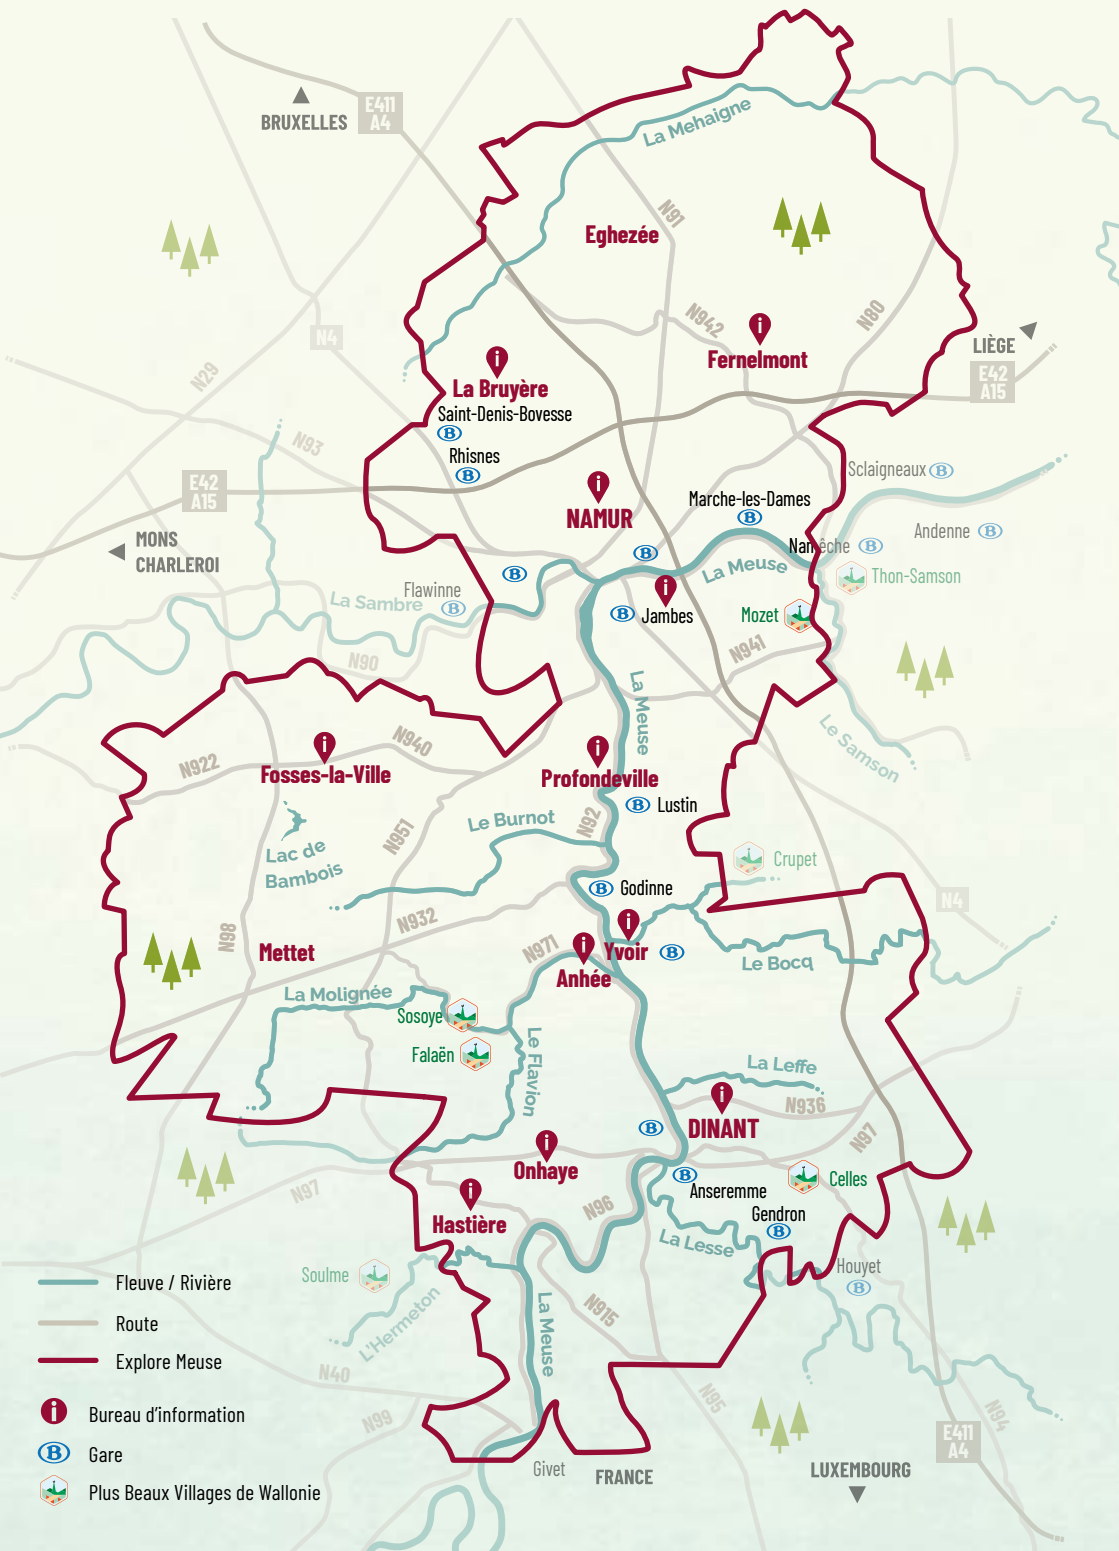 E411
A4
BRUXELLES
La Mehaigne
N91
Eghezée
N942
N80
N4
LIÈGE
E42
A15
Fernelmont
La Bruyère
N29
Saint-Denis-Bovesse
N93
Rhisnes
Sclaigneaux
E42
A15
NAMUR
Marche-les-Dames
Andenne
MONS
CHARLEROI
Namêche
La Meuse
Thon-Samson
Flawinne
La Sambre
Jambes
Mozet
N941
N90
La Meuse
Le Samson
N940
N922
Fosses-la-Ville
Profondeville
Lustin
N92
Le Burnot
N951
Lac de
Bambois
Crupet
Godinne
N4
N932
N98
Mettet
N971
Yvoir
Le Bocq
Anhée
La Molignée
Sosoye
Falaën
Le Flavion
La Leffe
N936
DINANT
N97
Onhaye
Anseremme
Celles
N97
Hastière
N96
Gendron
La Lesse
Houyet
Soulme
La Meuse
N915
L'Hermeton
N40
N95
N99
N94
E411
A4
Givet
FRANCE
LUXEMBOURG
Fleuve / Rivière
Route
Explore Meuse
Bureau d'information
Gare
Plus Beaux Villages de Wallonie